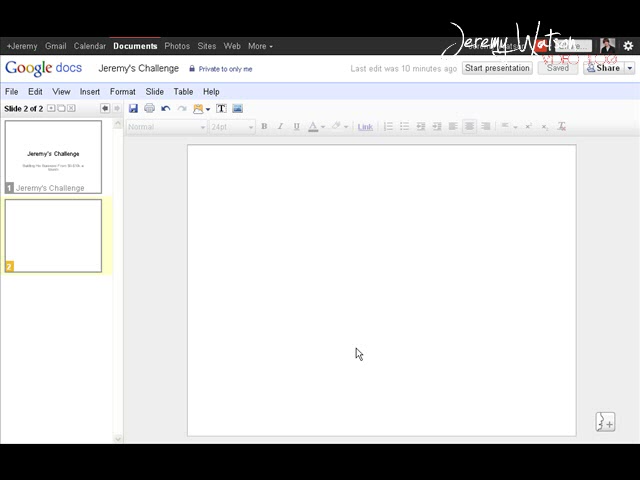 Jeremy Watson
+Jeremy Gmail Calendar Documents Photos Sites Web More
Google docs Jeremy's Challenge Private to only me Last edit was 10 minutes ago Start presentation Saved Share
File Edit View Insert Format Slide Table Help
Slide 2 of 2
Normal 24pt B I U A Link
Jeremy's Challenge
1 Jeremy's Challenge
2